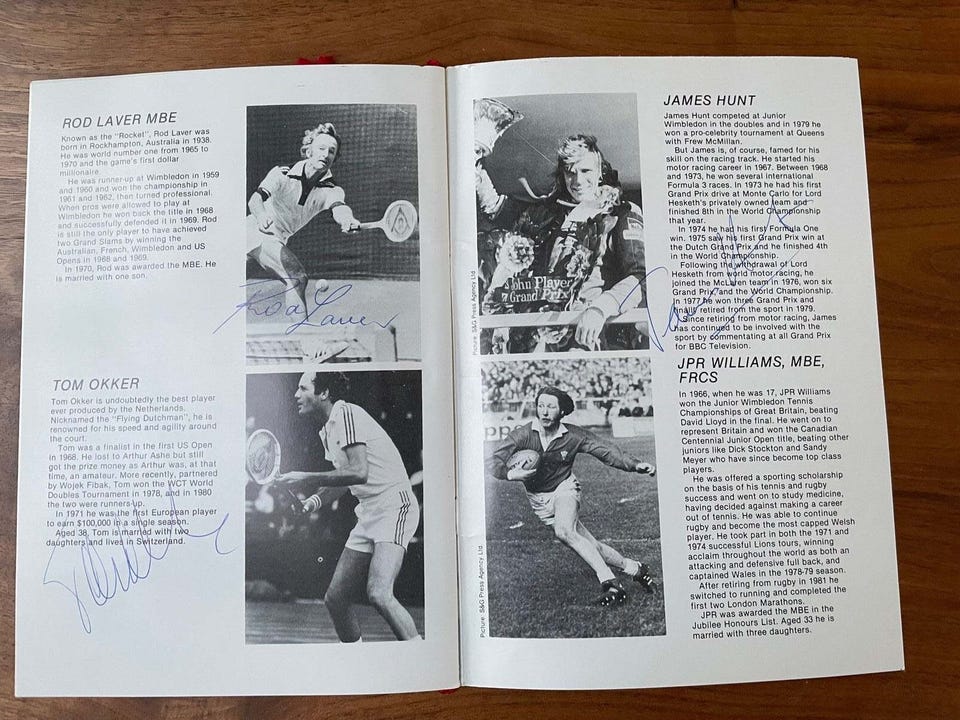 ROD LAVER MBE
Known as the "Rocket", Rod Laver was
born in Rockhampton, Australia in 1938.
He was world number one from 1965 to
1970 and the game's first dollar
millionaire.
He was runner-up at Wimbledon in 1959
and 1960 and won the championship in
1961 and 1962, then turned professional.
When pros were allowed to play at
Wimbledon he won back the title in 1968
and successfully defended it in 1969. Rod
is still the only player to have achieved
two Grand Slams by winning the
Australian, French, Wimbledon and US
Opens in 1968 and 1969.
In 1970, Rod was awarded the MBE. He
is married with one son.
Rod Laver
TOM OKKER
Tom Okker is undoubtedly the best player
ever produced by the Netherlands.
Nicknamed the "Flying Dutchman", he is
renowned for his speed and agility around
the court.
Tom was a finalist in the first US Open
in 1968. He lost to Arthur Ashe but still
got the prize money as Arthur was, at that
time, an amateur. More recently, partnered
by Wojek Fibak, Tom won the WCT World
Doubles Tournament in 1978, and in 1980
the two were runners-up.
In 1971 he was the first European player
to earn $100,000 in a single season.
Aged 38, Tom is married with two
daughters and lives in Switzerland.
John Player
Grand Prix
Picture: S&G Press Agency Ltd
JAMES HUNT
James Hunt competed at Junior
Wimbledon in the doubles and in 1979 he
won a pro-celebrity tournament at Queens
with Frew McMillan.
But James is, of course, famed for his
skill on the racing track. He started his
motor racing career in 1967. Between 1968
and 1973, he won several international
Formula 3 races. In 1973 he had his first
Grand Prix drive at Monte Carlo for Lord
Hesketh's privately owned team and
finished 8th in the World Championship
that year.
In 1974 he had his first Formula One
win. 1975 saw his first Grand Prix win at
the Dutch Grand Prix and he finished 4th
in the World Championship.
Following the withdrawal of Lord
Hesketh from world motor racing, he
joined the McLaren team in 1976, won six
Grand Prix and the World Championship.
In 1977 he won three Grand Prix and
finally retired from the sport in 1979.
Since retiring from motor racing, James
has continued to be involved with the
sport by commentating at all Grand Prix
for BBC Television.
James Hunt
Picture: S&G Press Agency Ltd
JPR WILLIAMS, MBE,
FRCS
In 1966, when he was 17, JPR Williams
won the Junior Wimbledon Tennis
Championships of Great Britain, beating
David Lloyd in the final. He went on to
represent Britain and won the Canadian
Centennial Junior Open title, beating other
juniors like Dick Stockton and Sandy
Meyer who have since become top class
players.
He was offered a sporting scholarship
on the basis of his tennis and rugby
success and went on to study medicine,
having decided against making a career
out of tennis. He was able to continue
rugby and become the most capped Welsh
player. He took part in both the 1971 and
1974 successful Lions tours, winning
acclaim throughout the world as both an
attacking and defensive full back, and
captained Wales in the 1978-79 season.
After retiring from rugby in 1981 he
switched to running and completed the
first two London Marathons.
JPR was awarded the MBE in the
Jubilee Honours List. Aged 33 he is
married with three daughters.